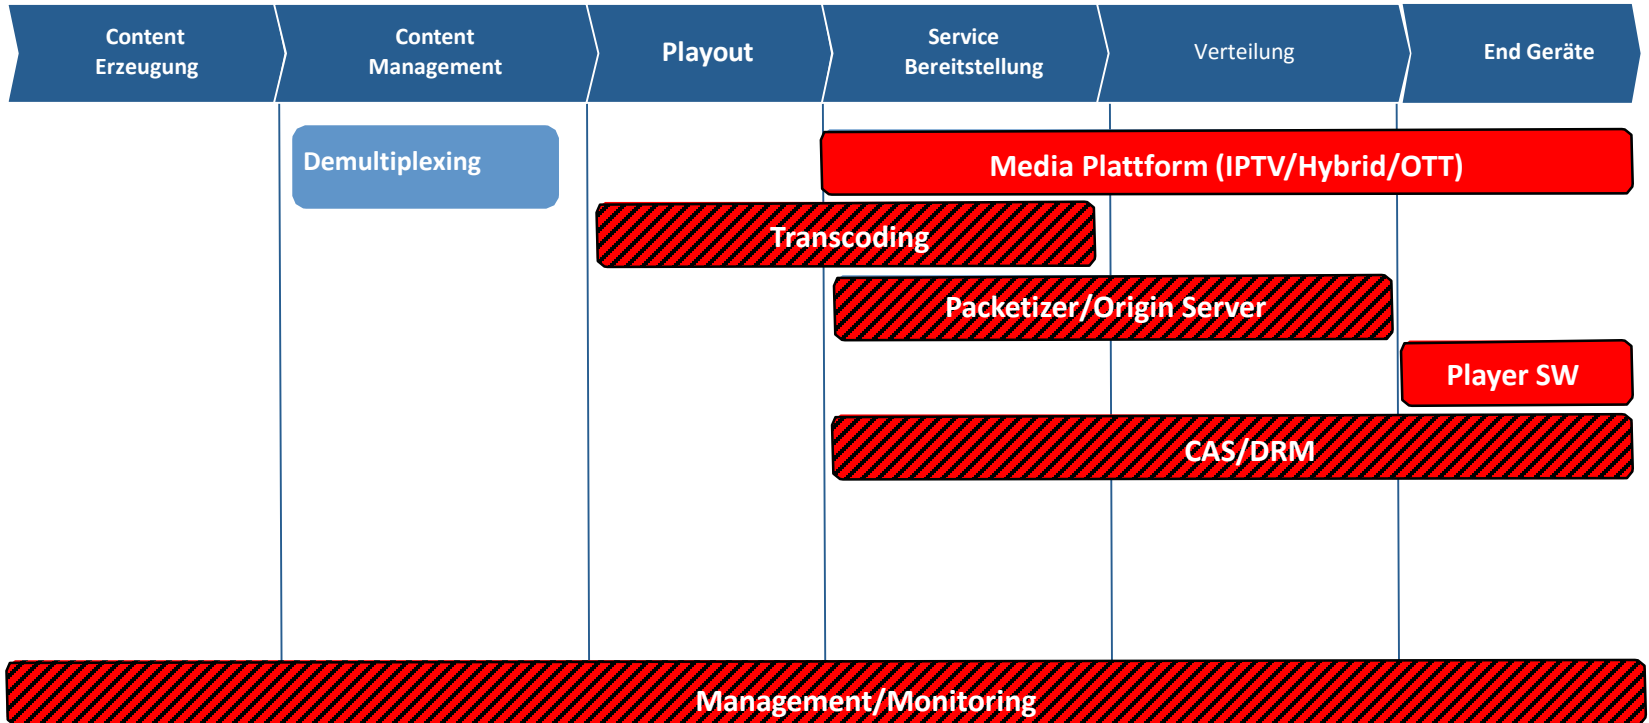 Content
Erzeugung
Content
Management
Playout
Service
Bereitstellung
Verteilung
End Geräte
Demultiplexing
Media Plattform (IPTV/Hybrid/OTT)
Transcoding
Packetizer/Origin Server
Player SW
CAS/DRM
Management/Monitoring